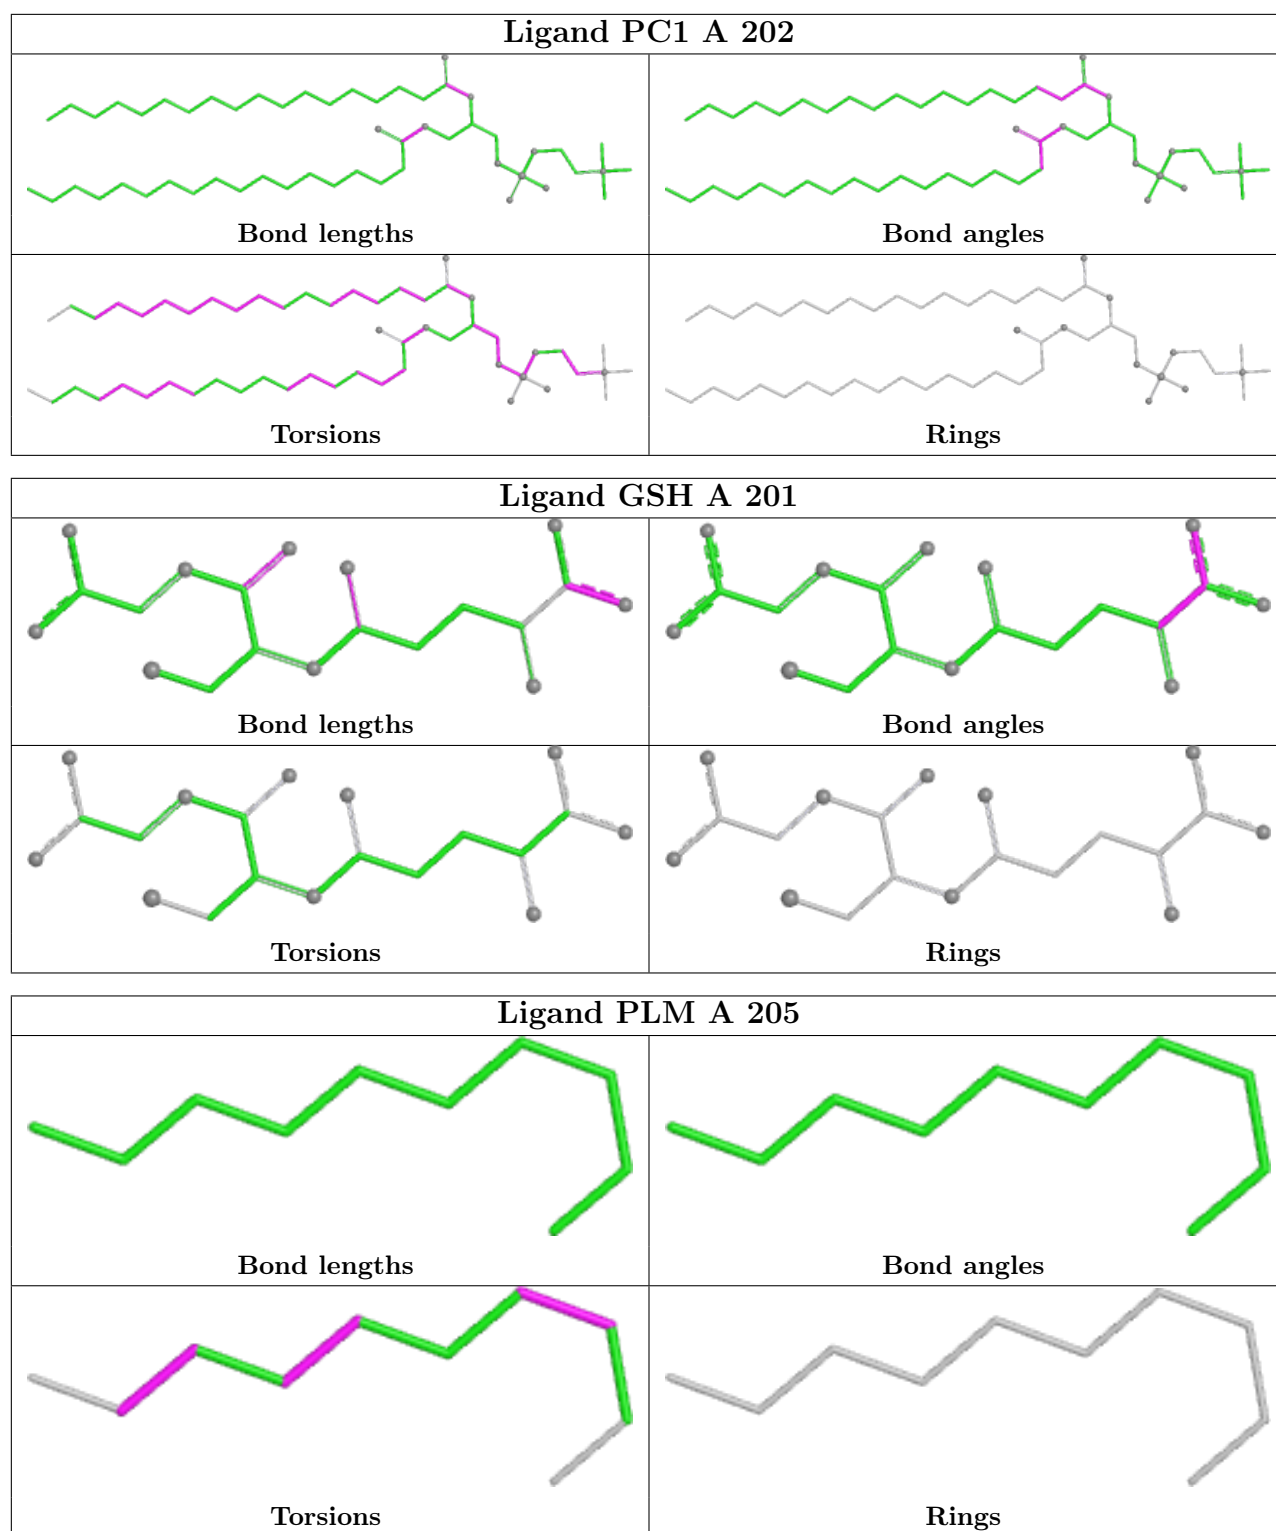 Ligand PC1 A 202
Bond lengths
Bond angles
Torsions
Rings
Ligand GSH A 201
Bond lengths
Bond angles
Torsions
Rings
Ligand PLM A 205
Bond lengths
Bond angles
Torsions
Rings